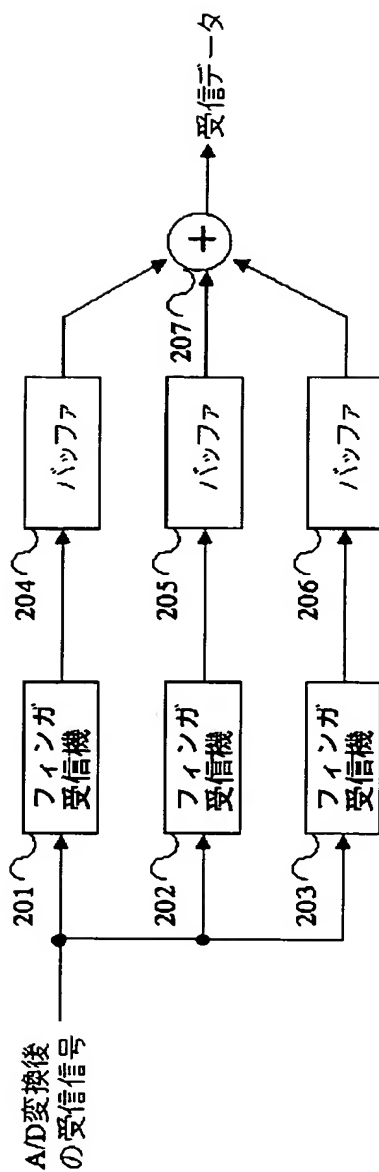 A/D変換後
の受信信号
201
フィンガ
受信機
204
バッファ
202
フィンガ
受信機
205
バッファ
203
フィンガ
受信機
206
バッファ
207
+
受信データ